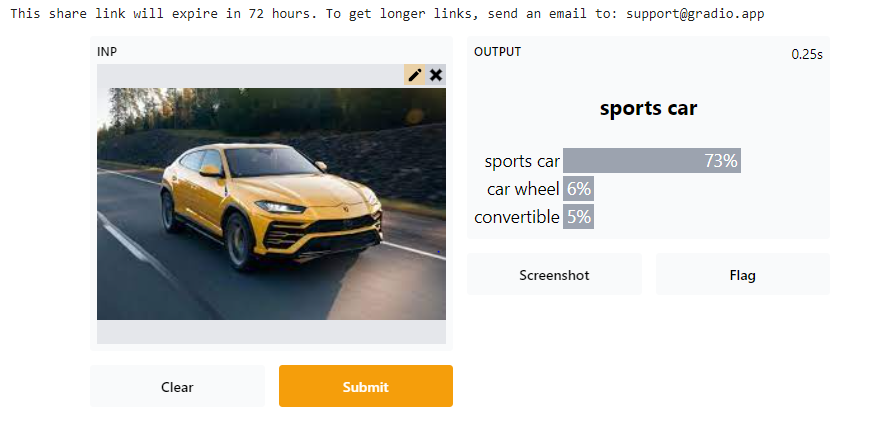 This share link will expire in 72 hours. To get longer links, send an email to: support@gradio.app
INP
OUTPUT
0.25s
sports car
sports car 73%
car wheel 6%
convertible 5%
Screenshot
Flag
Clear
Submit